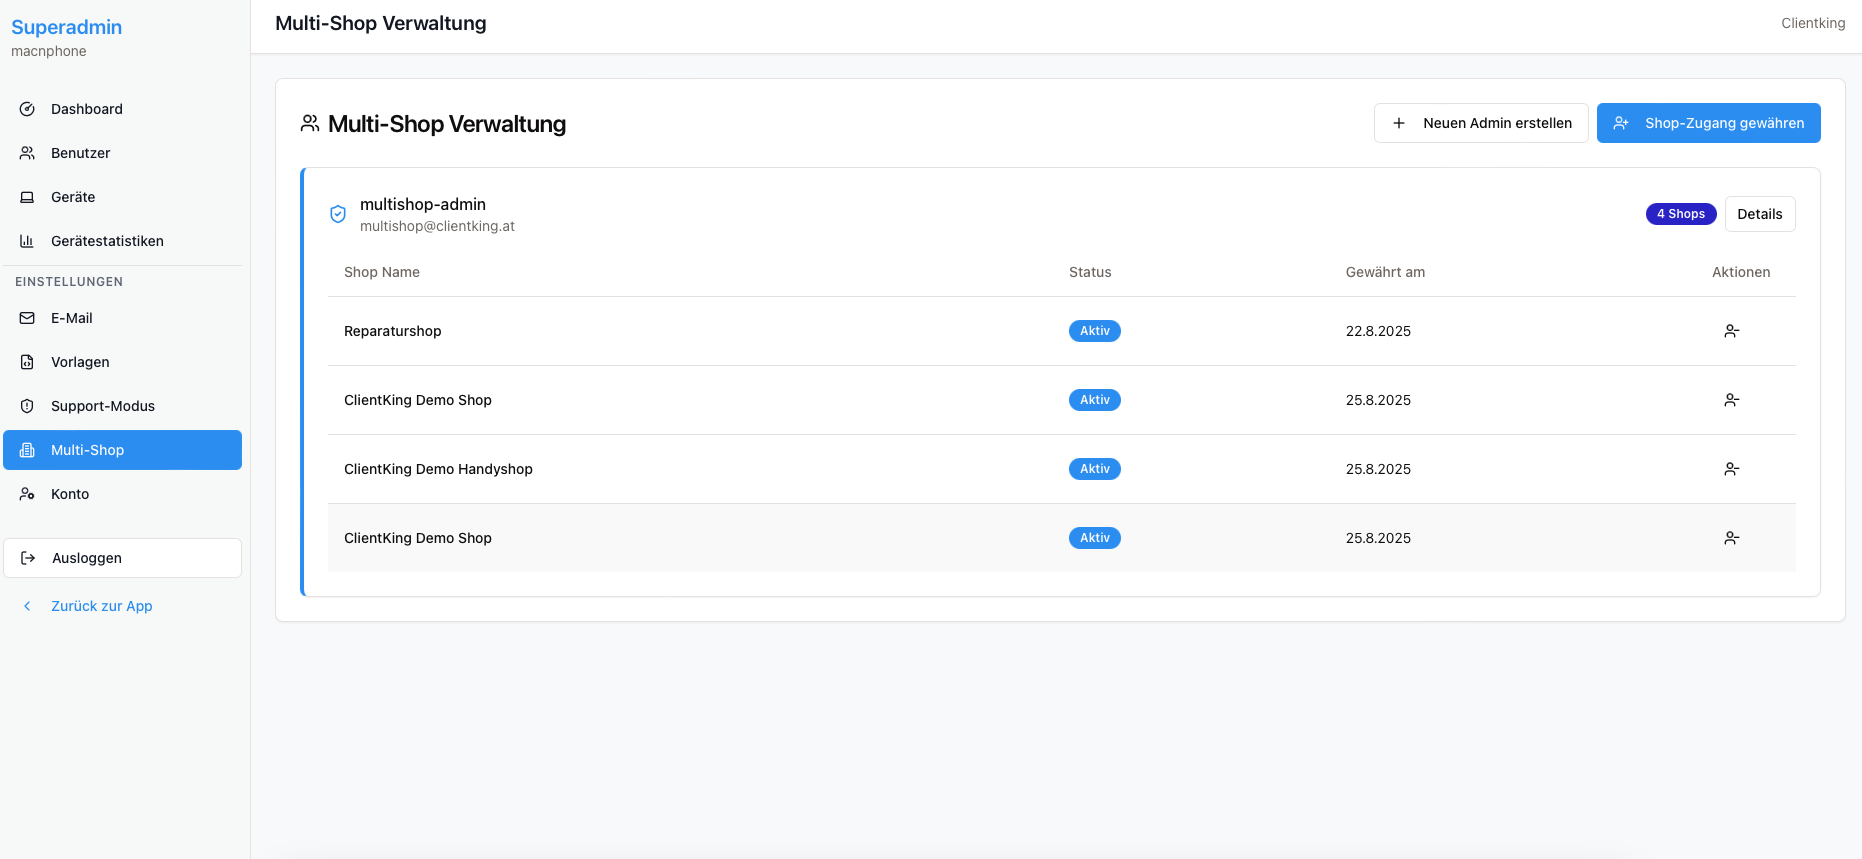 Superadmin
macnphone
Dashboard
Benutzer
Geräte
Gerätestatistiken
EINSTELLUNGEN
E-Mail
Vorlagen
Support-Modus
Multi-Shop
Konto
Ausloggen
Zurück zur App
Multi-Shop Verwaltung
Clientking
Multi-Shop Verwaltung
Neuen Admin erstellen
Shop-Zugang gewähren
multishop-admin
multishop@clientking.at
4 Shops
Details
Shop Name Status Gewährt am Aktionen
Reparaturshop Aktiv 22.8.2025
ClientKing Demo Shop Aktiv 25.8.2025
ClientKing Demo Handyshop Aktiv 25.8.2025
ClientKing Demo Shop Aktiv 25.8.2025